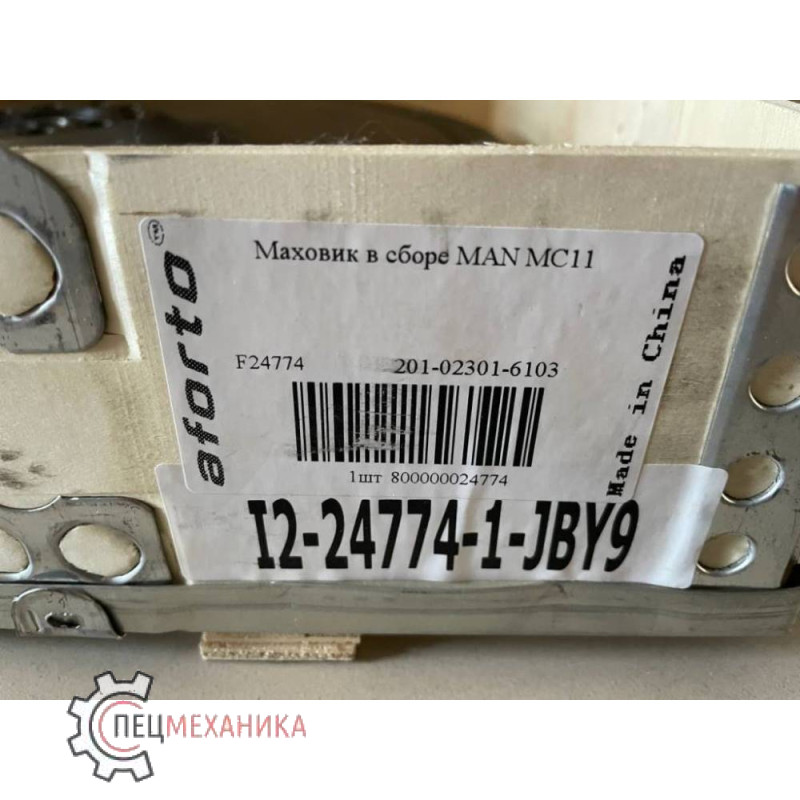 Маховик в сборе MAN MC11
aforto
TM
Made in China
F24774 201-02301-6103
1шт 800000024774
I2-24774-1-JBY9
СПЕЦМЕХАНИКА